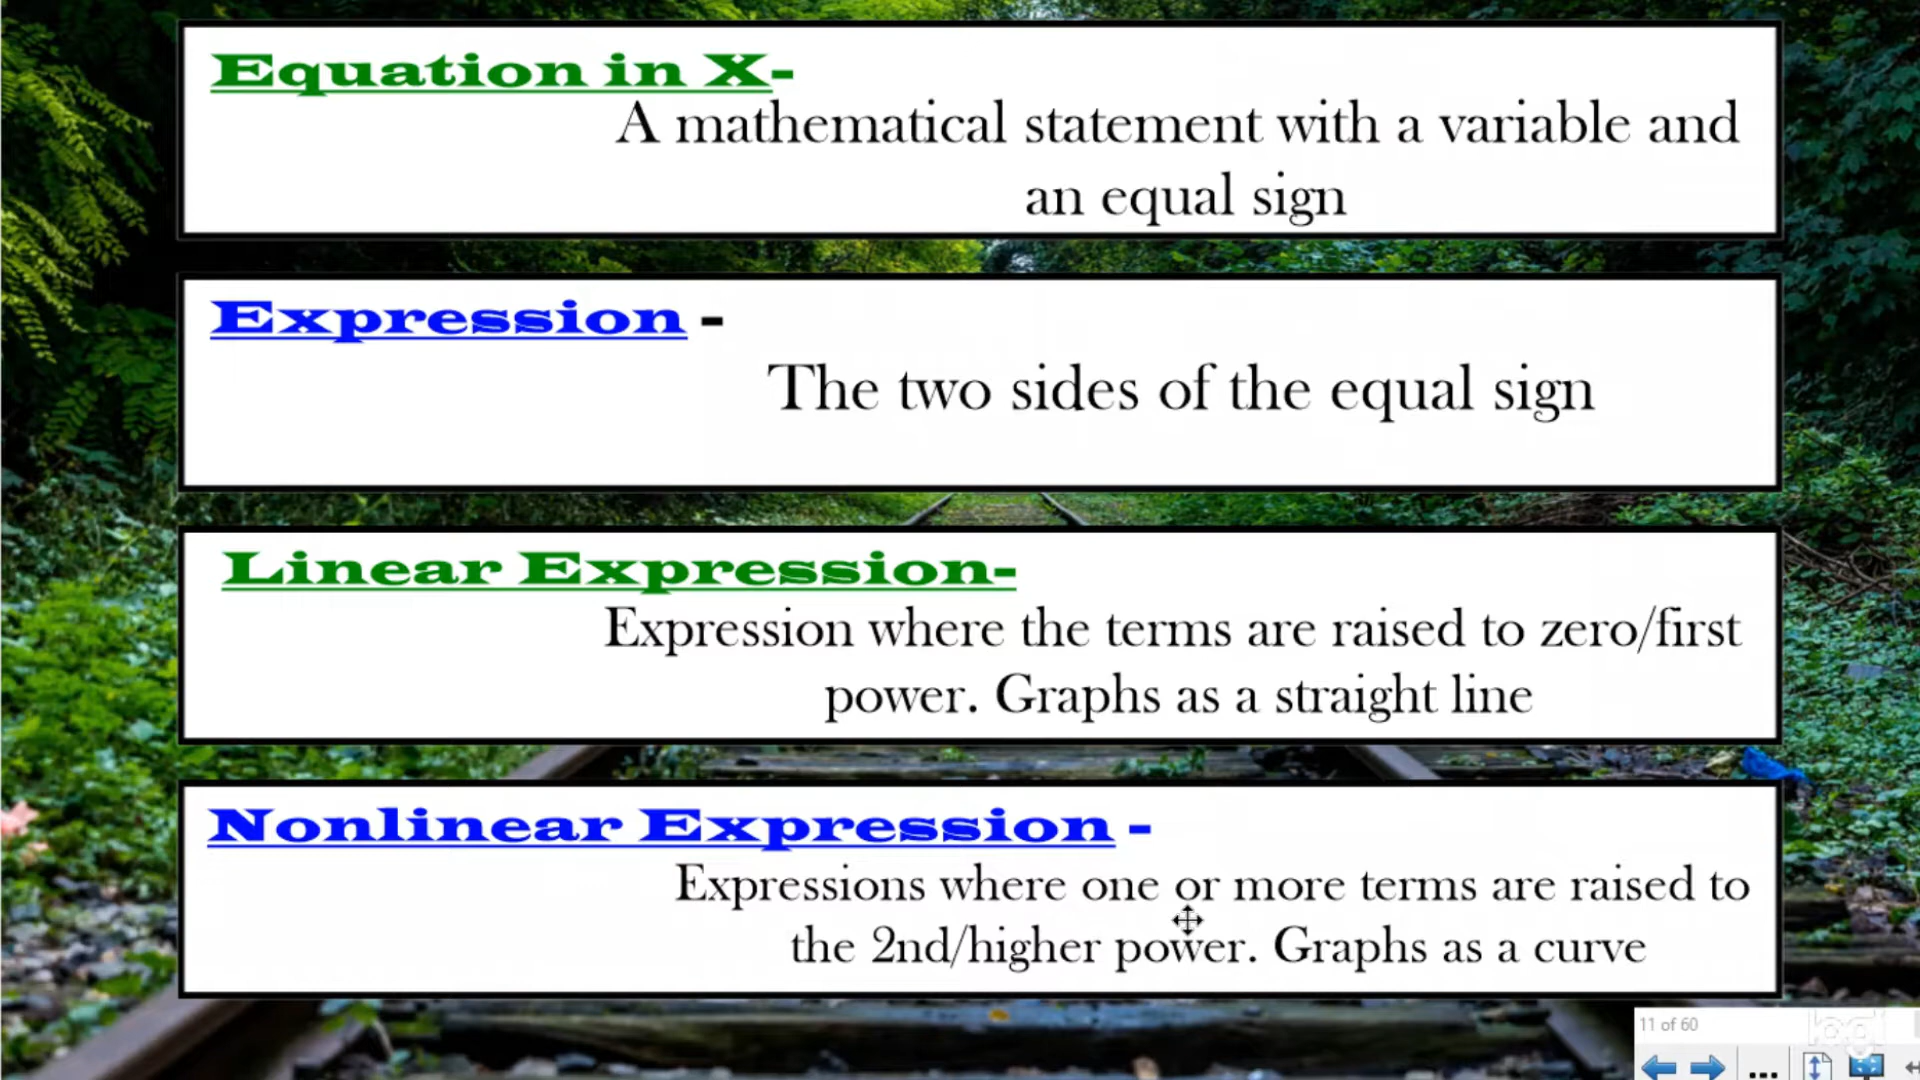 Equation in X-
A mathematical statement with a variable and
an equal sign
Expression -
The two sides of the equal sign
Linear Expression-
Expression where the terms are raised to zero/first
power. Graphs as a straight line
Nonlinear Expression -
Expressions where one or more terms are raised to
the 2nd/higher power. Graphs as a curve
11 of 60
logi
...